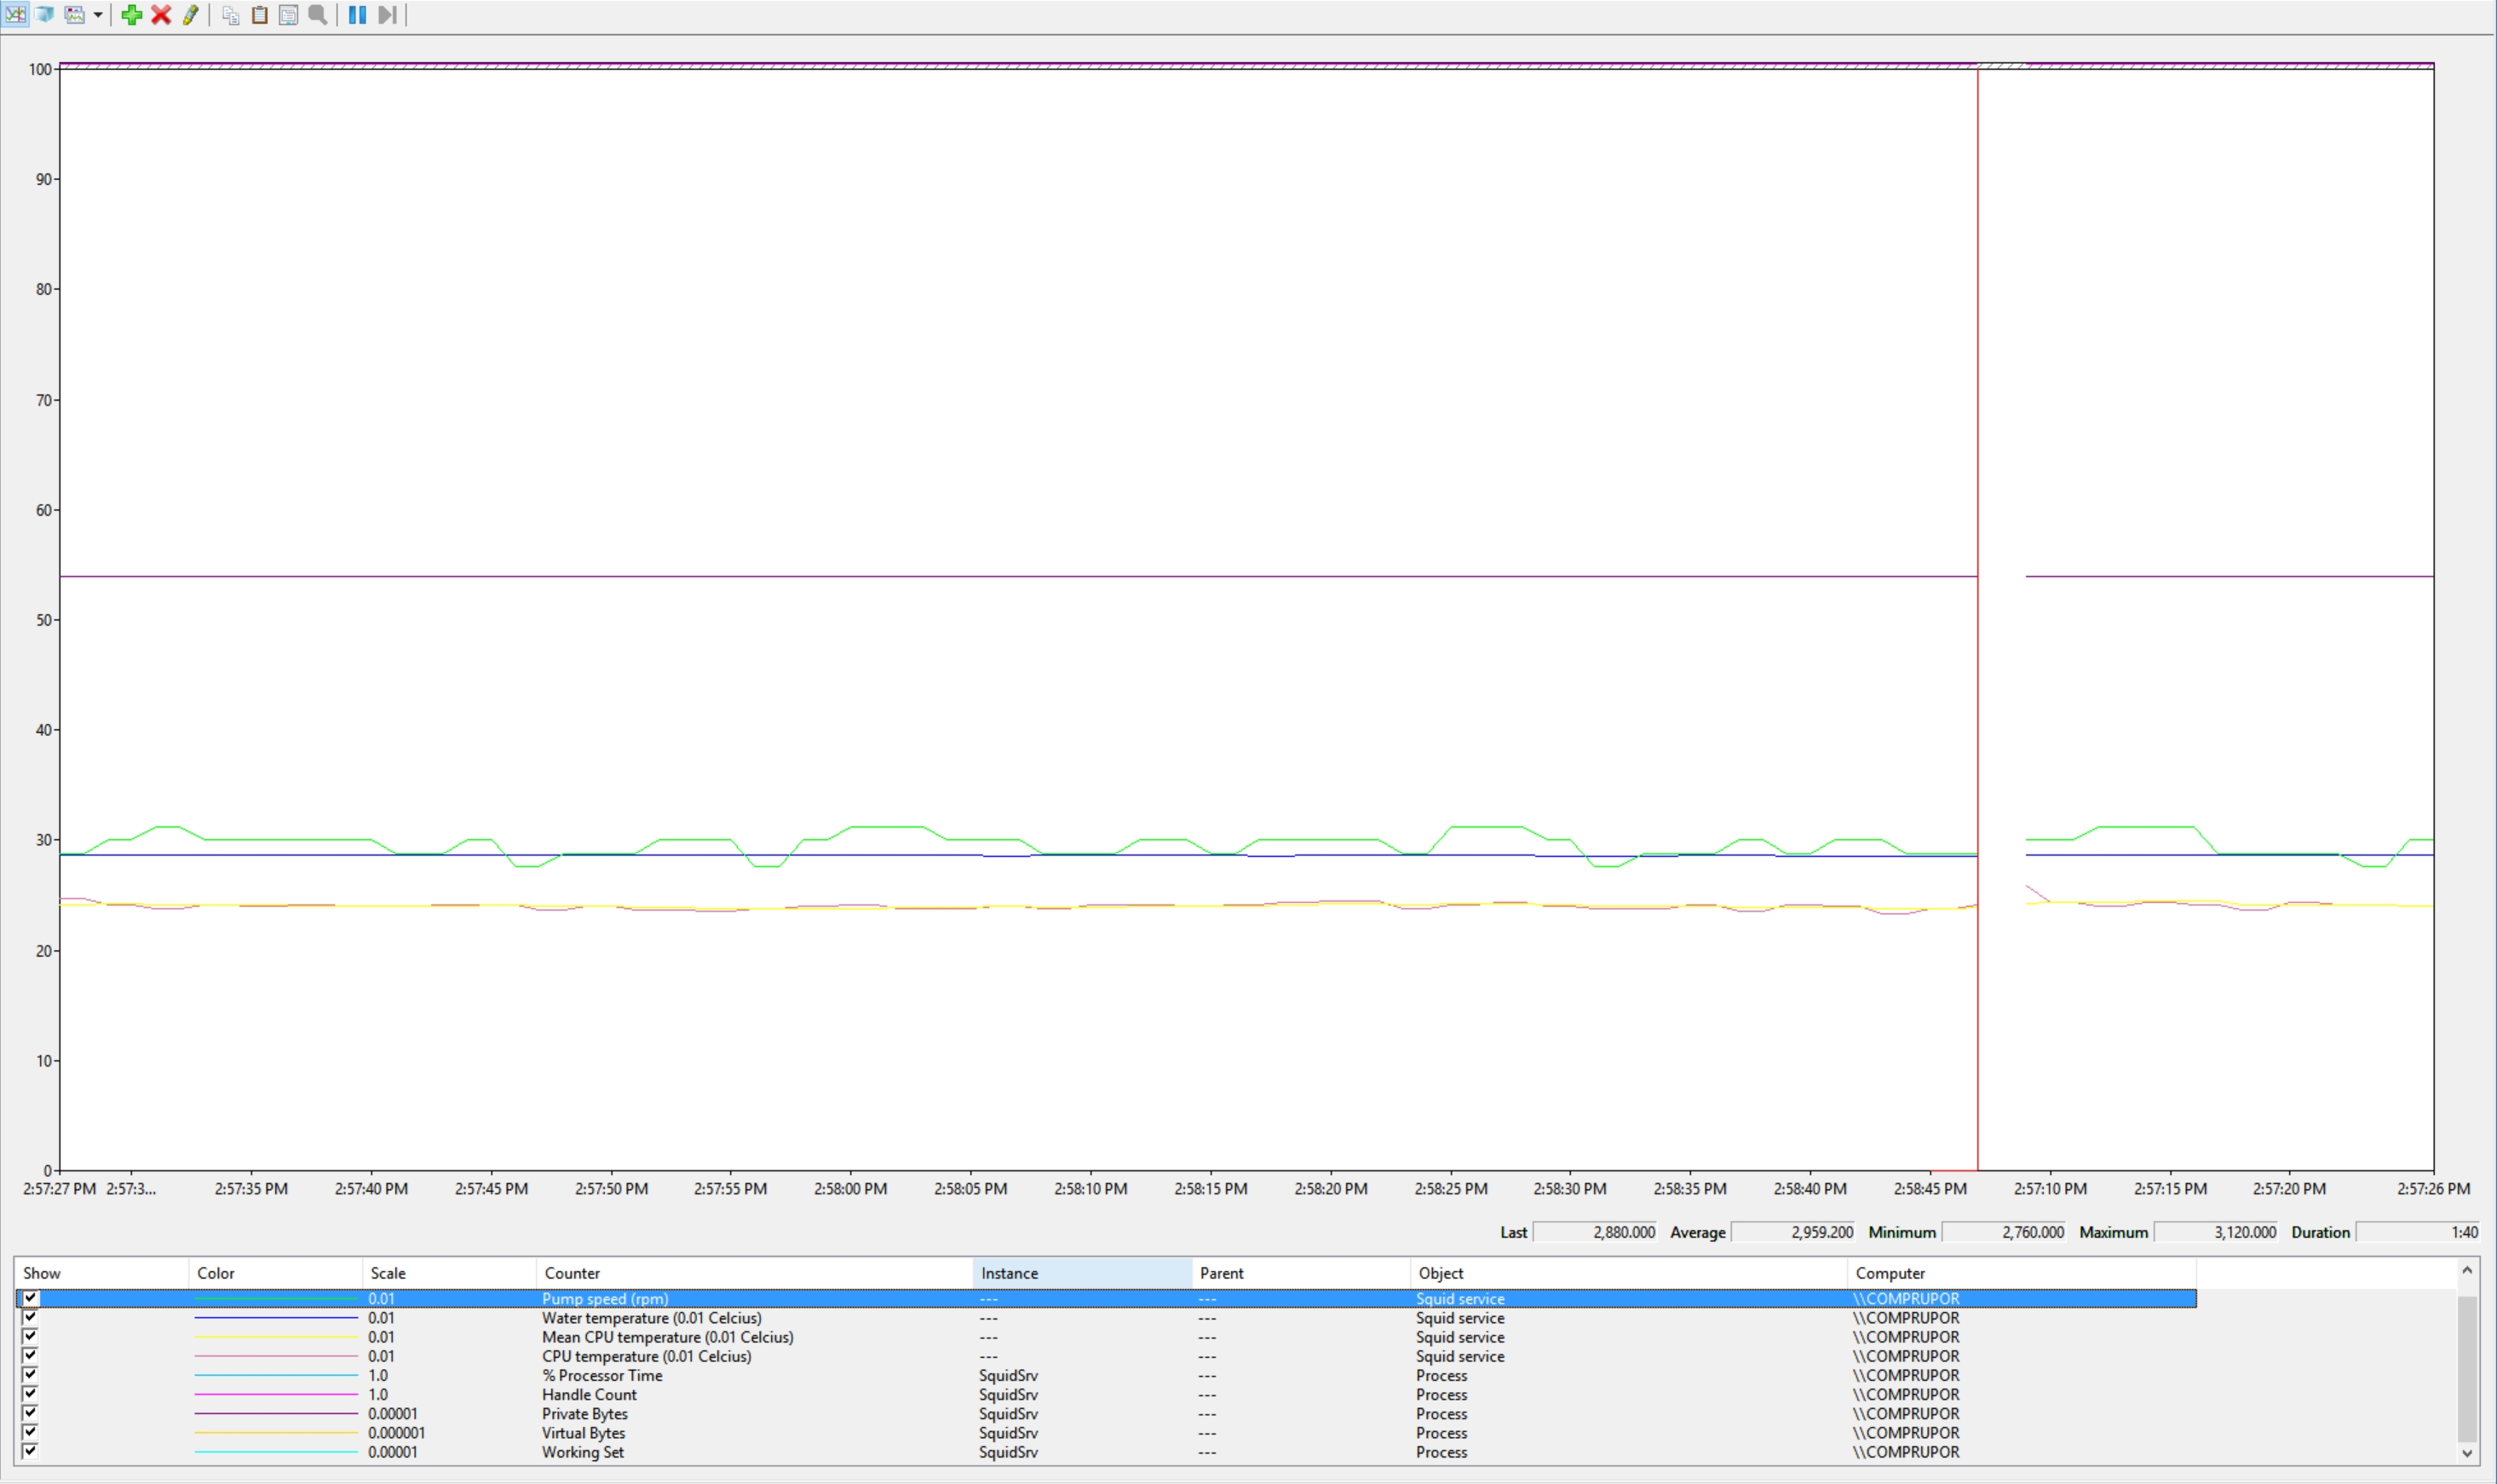 100
90
80
70
60
50
40
30
20
10
0
2:57:27 PM 2:57:3... 2:57:35 PM 2:57:40 PM 2:57:45 PM 2:57:50 PM 2:57:55 PM 2:58:00 PM 2:58:05 PM 2:58:10 PM 2:58:15 PM 2:58:20 PM 2:58:25 PM 2:58:30 PM 2:58:35 PM 2:58:40 PM 2:58:45 PM 2:57:10 PM 2:57:15 PM 2:57:20 PM 2:57:26 PM
Last 2,880.000 Average 2,959.200 Minimum 2,760.000 Maximum 3,120.000 Duration 1:40
Show Color Scale Counter Instance Parent Object Computer
0.01 Pump speed (rpm) --- --- Squid service \\COMPRUPOR
0.01 Water temperature (0.01 Celcius) --- --- Squid service \\COMPRUPOR
0.01 Mean CPU temperature (0.01 Celcius) --- --- Squid service \\COMPRUPOR
0.01 CPU temperature (0.01 Celcius) --- --- Squid service \\COMPRUPOR
1.0 % Processor Time SquidSrv --- Process \\COMPRUPOR
1.0 Handle Count SquidSrv --- Process \\COMPRUPOR
0.00001 Private Bytes SquidSrv --- Process \\COMPRUPOR
0.000001 Virtual Bytes SquidSrv --- Process \\COMPRUPOR
0.00001 Working Set SquidSrv --- Process \\COMPRUPOR